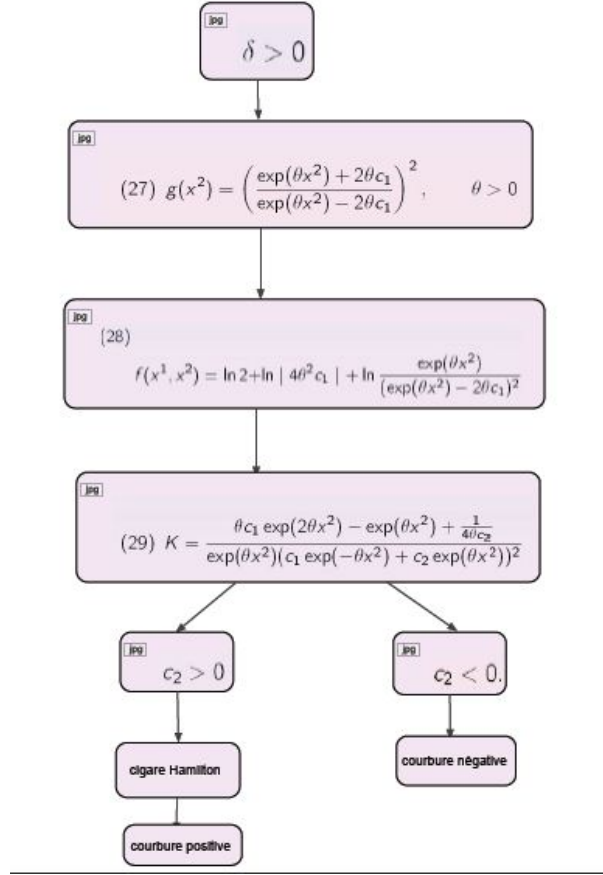 jpg
δ > 0
jpg
(27) g(x²) = ( (exp(θx²) + 2θc₁) / (exp(θx²) − 2θc₁) )², θ > 0
jpg
(28)
f(x¹, x²) = ln 2+ln | 4θ²c₁ | + ln exp(θx²) / (exp(θx²) − 2θc₁)²
jpg
(29) K = (θc₁ exp(2θx²) − exp(θx²) + 1/(4θc₂)) / (exp(θx²)(c₁ exp(−θx²) + c₂ exp(θx²))²)
jpg
c₂ > 0
jpg
c₂ < 0.
cigare Hamilton
courbure négative
courbure positive